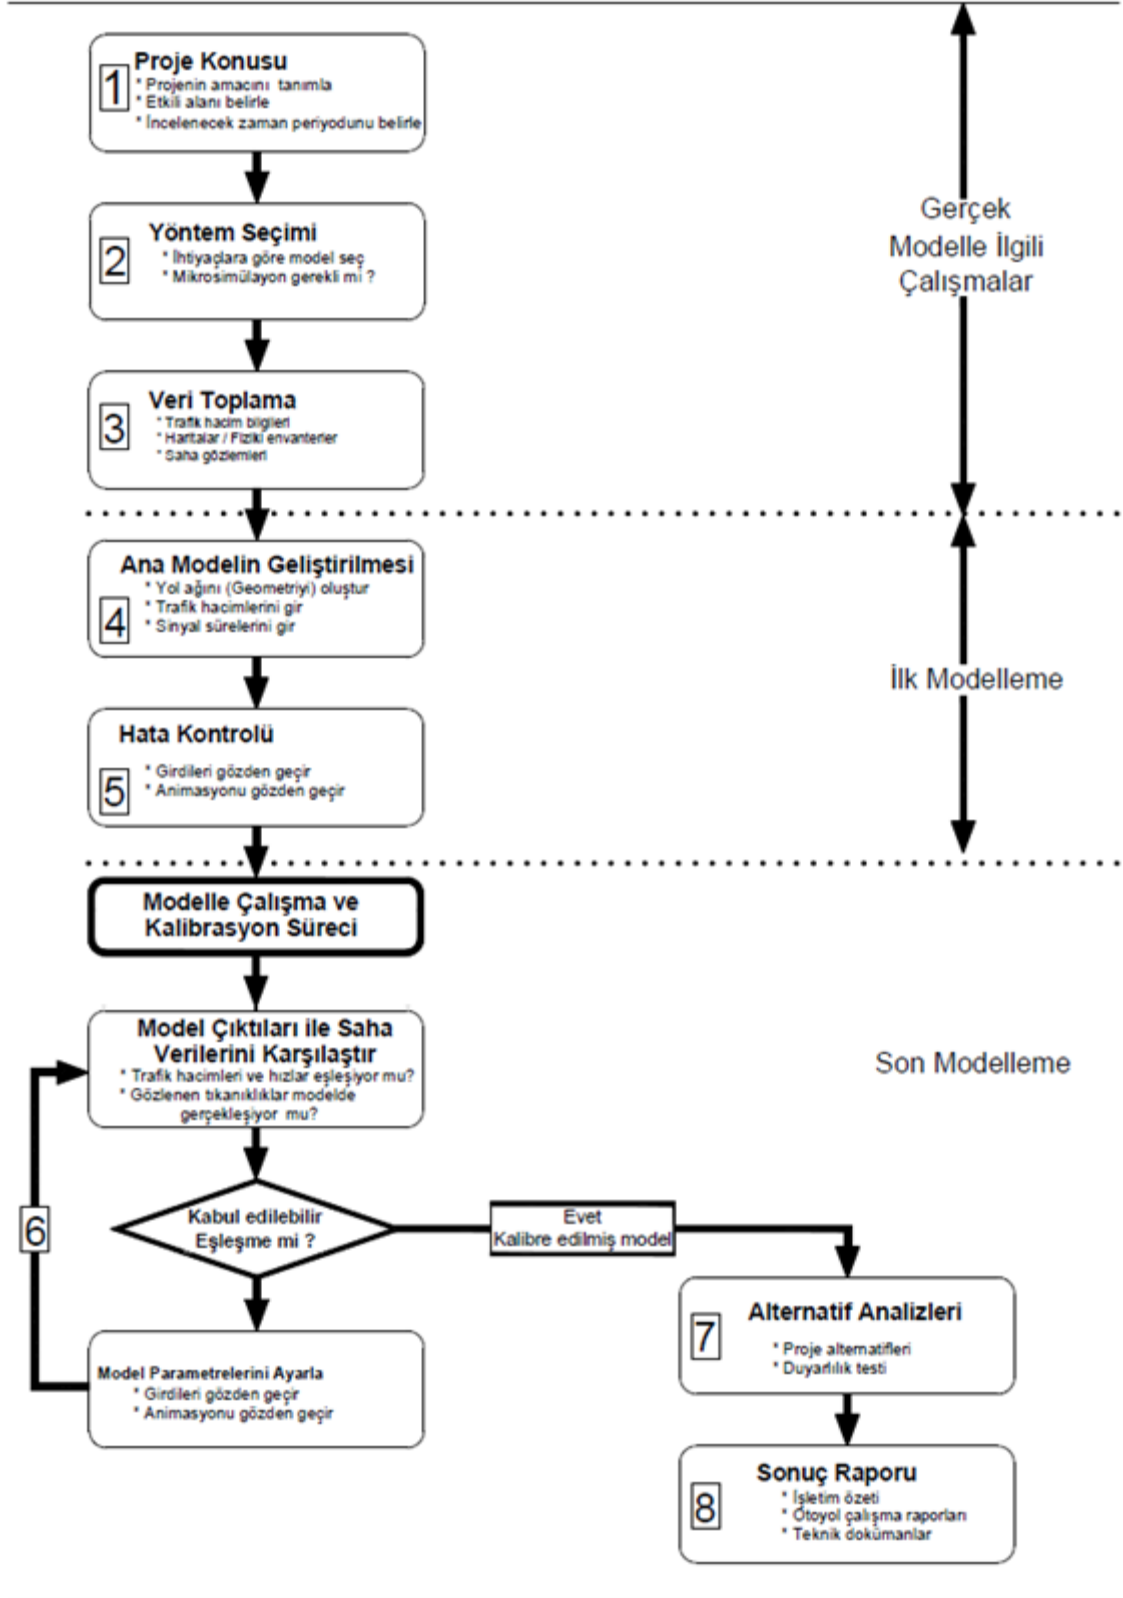 Proje Konusu
1
* Projenin amacını tanımla
* Etkili alanı belirle
* İncelenecek zaman periyodunu belirle
Gerçek
Modelle İlgili
Çalışmalar
Yöntem Seçimi
2
* İhtiyaçlara göre model seç
* Mikrosimülayon gerekli mi ?
Veri Toplama
3
* Trafik hacim bilgileri
* Haritalar / Fiziki envanterler
* Saha gözlemleri
Ana Modelin Geliştirilmesi
4
* Yol ağını (Geometriyi) oluştur
* Trafik hacimlerini gir
* Sinyal sürelerini gir
İlk Modelleme
Hata Kontrolü
5
* Girdileri gözden geçir
* Animasyonu gözden geçir
Modelle Çalışma ve
Kalibrasyon Süreci
Model Çıktıları ile Saha
Verilerini Karşılaştır
* Trafik hacimleri ve hızlar eşleşiyor mu?
* Gözlenen tıkanıklıklar modelde
gerçekleşiyor mu?
Son Modelleme
6
Kabul edilebilir
Eşleşme mi ?
Evet
Kalibre edilmiş model
Model Parametrelerini Ayarla
* Girdileri gözden geçir
* Animasyonu gözden geçir
Alternatif Analizleri
7
* Proje alternatifleri
* Duyarlılık testi
Sonuç Raporu
8
* İşletim özeti
* Otoyol çalışma raporları
* Teknik dokümanlar